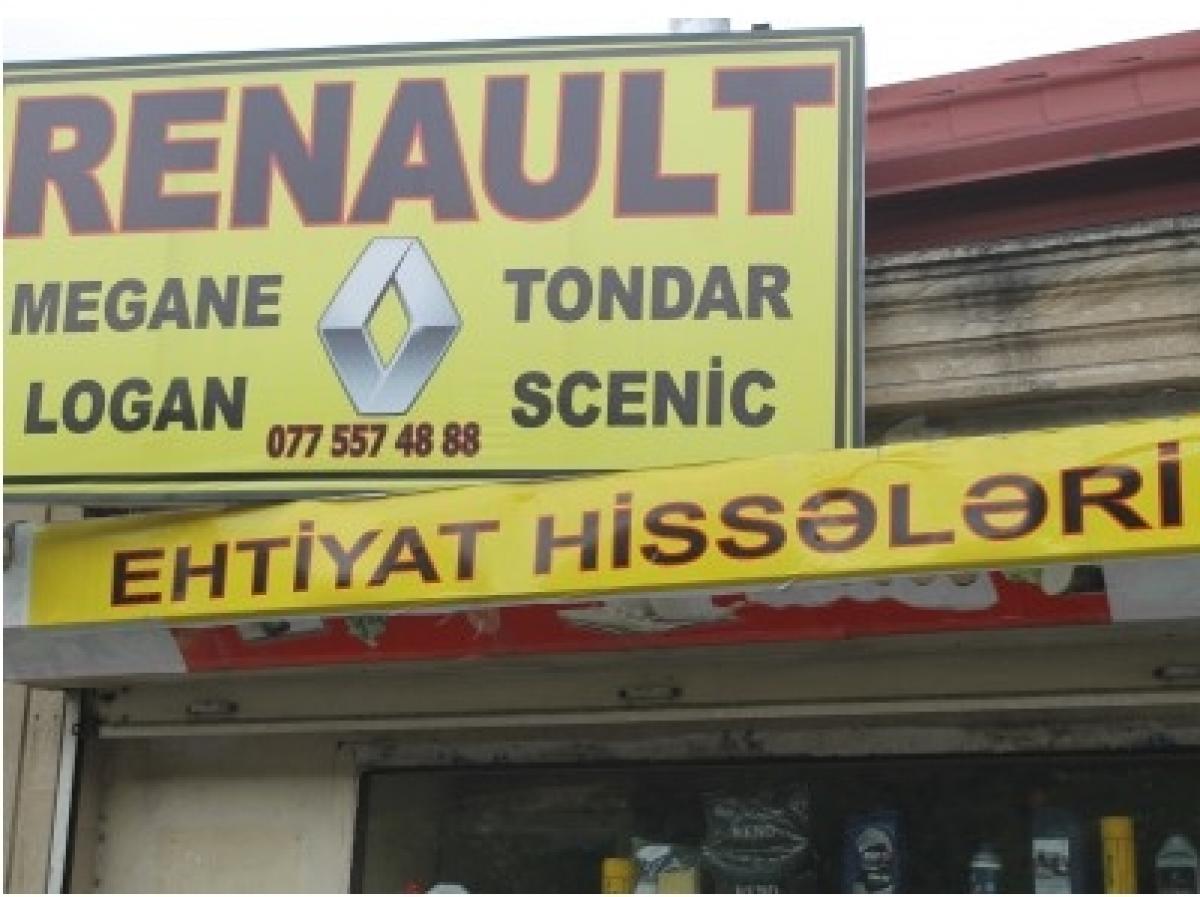 RENAULT
MEGANE TONDAR
LOGAN SCENİC
077 557 48 88
EHTİYAT HİSSƏLƏRİ